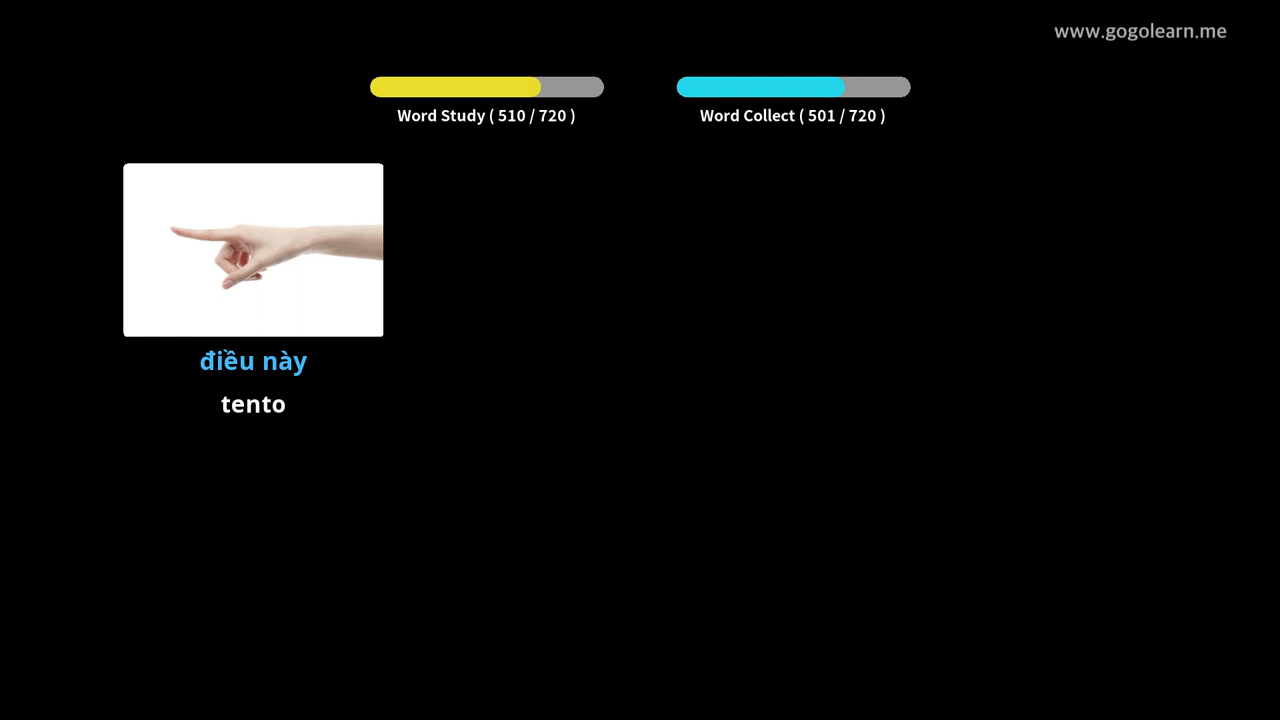 www.gogolearn.me
Word Study ( 510 / 720 )
Word Collect ( 501 / 720 )
điều này
tento